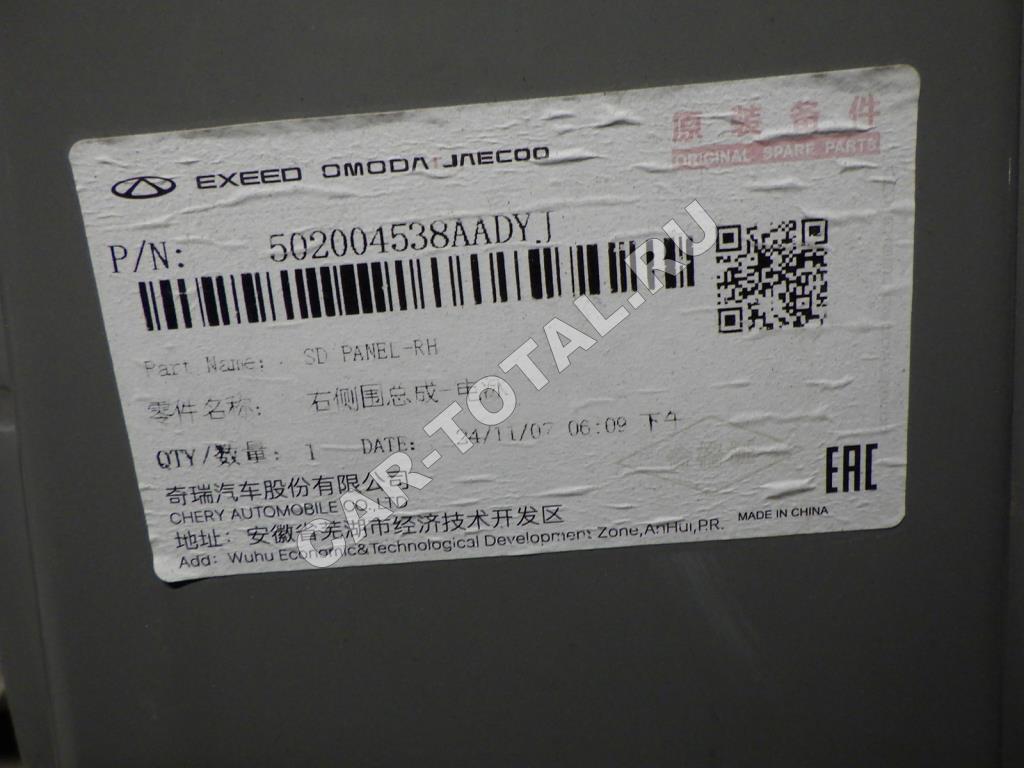 原装备件
ORIGINAL SPARE PARTS
EXEED OMODA JAECOO
P/N: 502004538AADYJ
Part Name: SD PANEL-RH
零件名称: 右侧围总成-电泳
QTY/数量: 1 DATE: 24/11/07 06:09 下午
奇瑞汽车股份有限公司
CHERY AUTOMOBILE CO.,LTD
地址: 安徽省芜湖市经济技术开发区
Add: Wuhu Economic&Technological Development Zone,AnHui,P.R.
MADE IN CHINA
EAC
CAR-TOTAL.RU